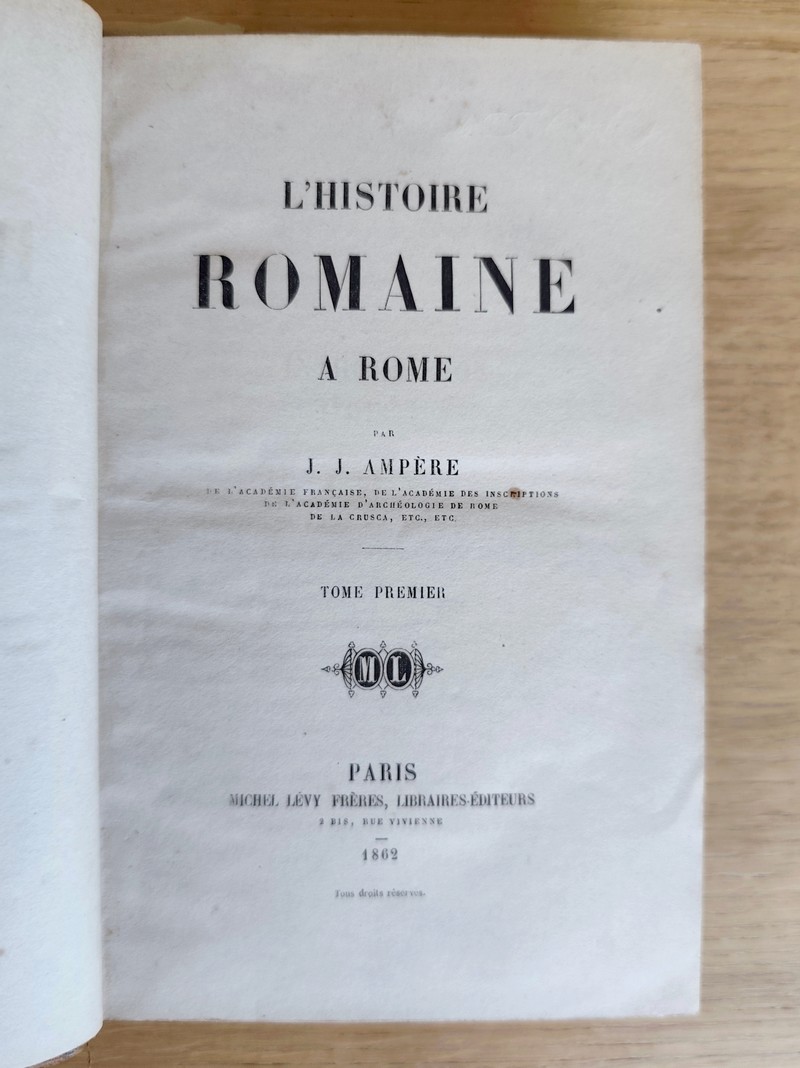 L'HISTOIRE
ROMAINE
A ROME
PAR
J. J. AMPÈRE
DE L'ACADÉMIE FRANÇAISE, DE L'ACADÉMIE DES INSCRIPTIONS
DE L'ACADÉMIE D'ARCHÉOLOGIE DE ROME
DE LA CRUSCA, ETC., ETC.
TOME PREMIER
ML
PARIS
MICHEL LÉVY FRÈRES, LIBRAIRES-ÉDITEURS
2 BIS, RUE VIVIENNE
1862
Tous droits réservés.